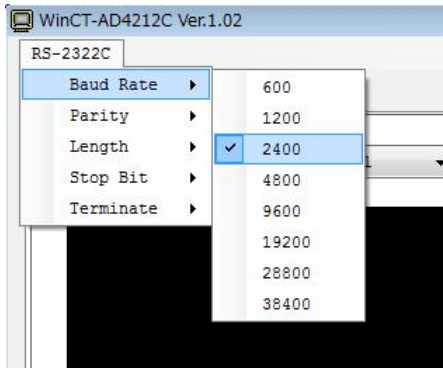 WinCT-AD4212C Ver.1.02
RS-2322C
Baud Rate
Parity
Length
Stop Bit
Terminate
600
1200
2400
4800
9600
19200
28800
38400